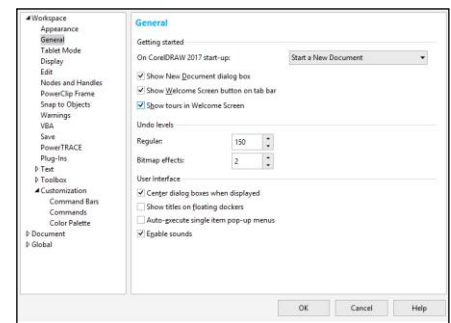 Workspace
Appearance
General
Tablet Mode
Display
Edit
Nodes and Handles
PowerClip Frame
Snap to Objects
Warnings
VBA
Save
PowerTRACE
Plug-Ins
Text
Toolbox
Customization
Command Bars
Commands
Color Palette
Document
Global
General
Getting started
On CorelDRAW 2017 start-up: Start a New Document
Show New Document dialog box
Show Welcome Screen button on tab bar
Show tours in Welcome Screen
Undo levels
Regular: 150
Bitmap effects: 2
User Interface
Center dialog boxes when displayed
Show titles on floating dockers
Auto-execute single item pop-up menus
Enable sounds
OK Cancel Help